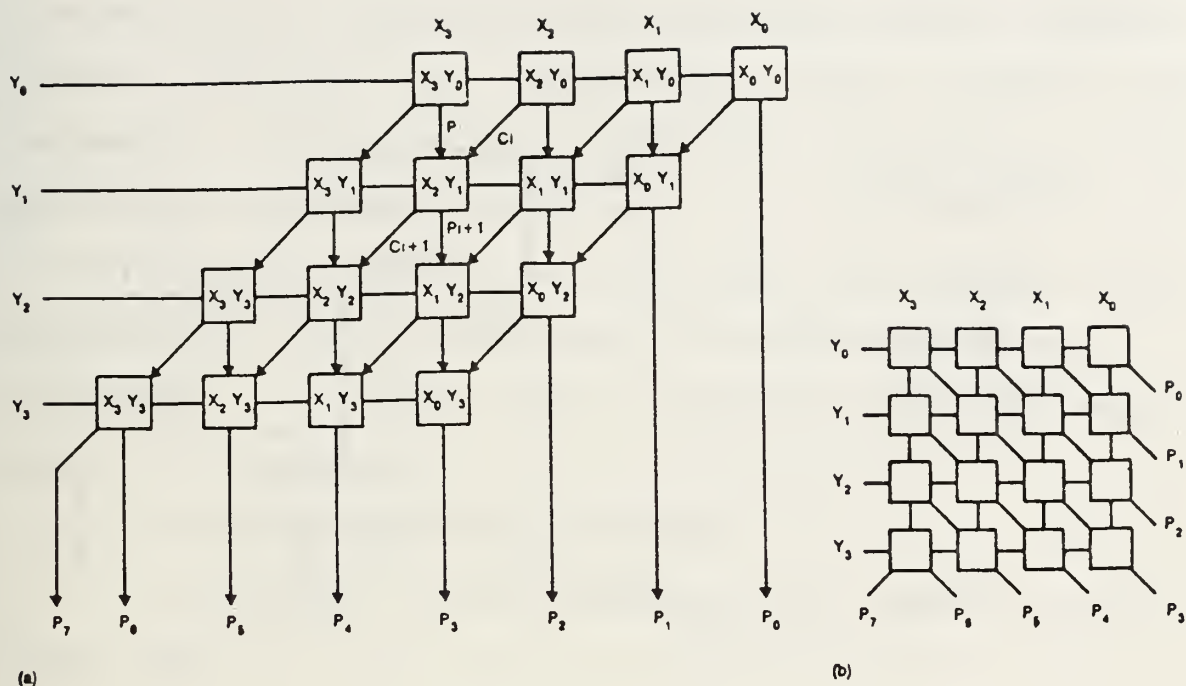 X₃ X₂ X₁ X₀
Y₀ X₃ Y₀ X₂ Y₀ X₁ Y₀ X₀ Y₀
P Ci
Y₁ X₃ Y₁ X₂ Y₁ X₁ Y₁ X₀ Y₁
Ci + 1 Pi + 1
Y₂ X₃ Y₃ X₂ Y₂ X₁ Y₂ X₀ Y₂
Y₃ X₃ Y₃ X₂ Y₃ X₁ Y₃ X₀ Y₃
P₇ P₆ P₅ P₄ P₃ P₂ P₁ P₀
(a)
X₃ X₂ X₁ X₀
Y₀
P₀
Y₁
P₁
Y₂
P₂
Y₃
P₇ P₆ P₅ P₄ P₃
(b)